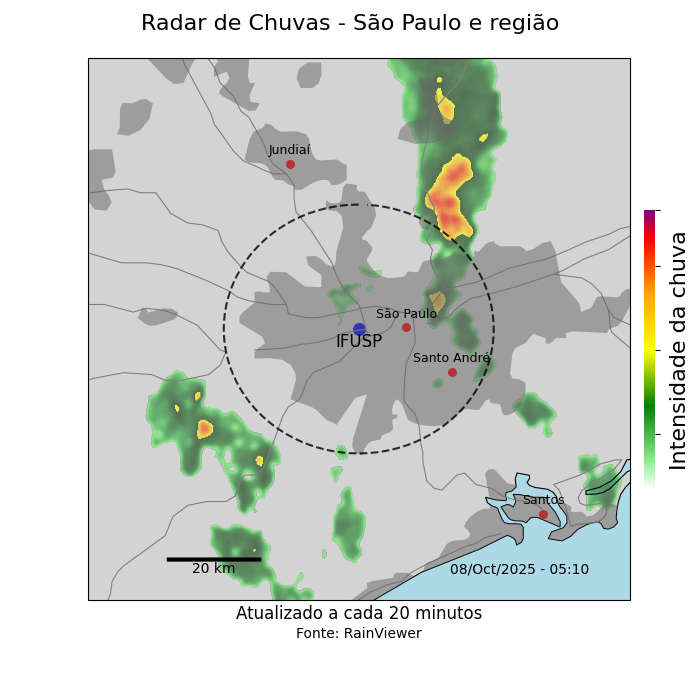 Radar de Chuvas - São Paulo e região
Jundiaí
São Paulo
IFUSP
Santo André
Santos
20 km
08/Oct/2025 - 05:10
Intensidade da chuva
Atualizado a cada 20 minutos
Fonte: RainViewer